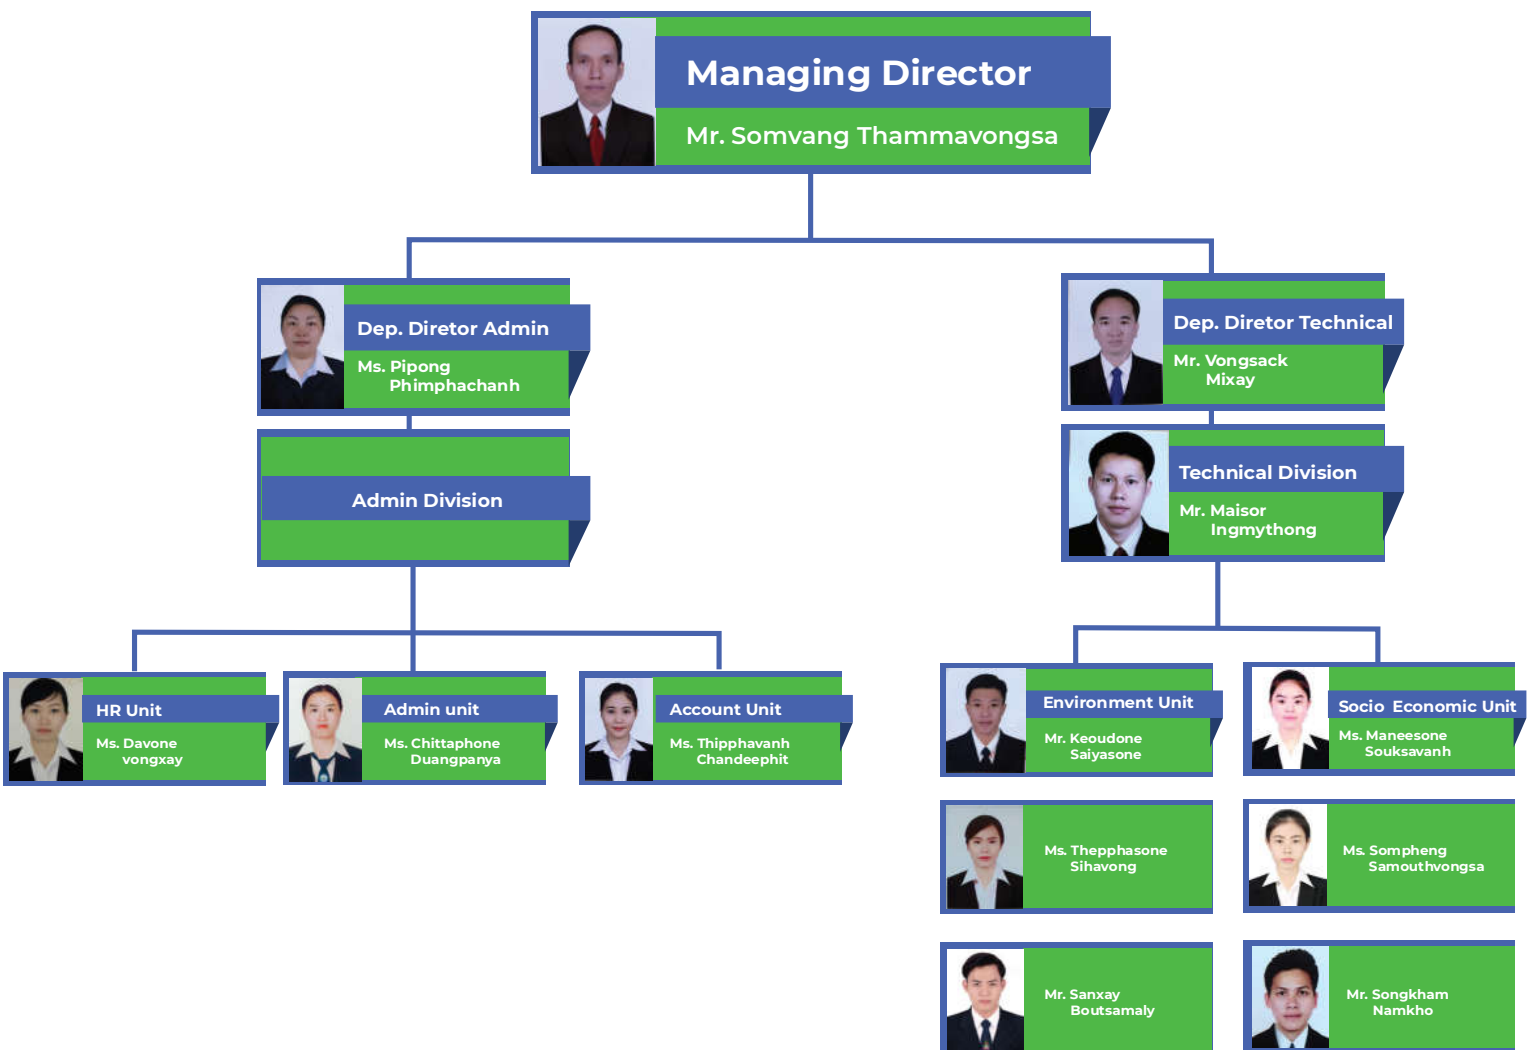 Managing Director
Mr. Somvang Thammavongsa
Dep. Diretor Admin
Ms. Pipong
Phimphachanh
Dep. Diretor Technical
Mr. Vongsack
Mixay
Admin Division
Technical Division
Mr. Maisor
Ingmythong
HR Unit
Ms. Davone
vongxay
Admin unit
Ms. Chittaphone
Duangpanya
Account Unit
Ms. Thipphavanh
Chandeephit
Environment Unit
Mr. Keoudone
Saiyasone
Socio Economic Unit
Ms. Maneesone
Souksavanh
Ms. Thepphasone
Sihavong
Ms. Sompheng
Samouthvongsa
Mr. Sanxay
Boutsamaly
Mr. Songkham
Namkho